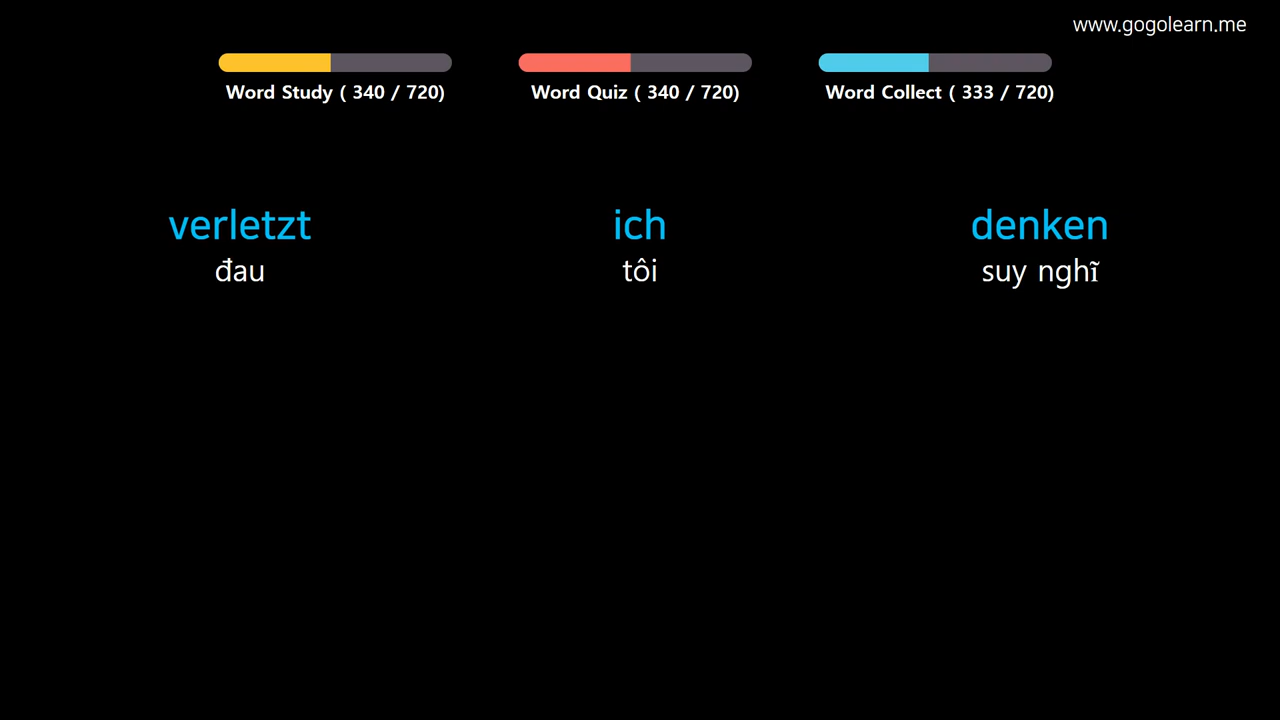 www.gogolearn.me
Word Study ( 340 / 720)
Word Quiz ( 340 / 720)
Word Collect ( 333 / 720)
verletzt
ich
denken
đau
tôi
suy nghĩ